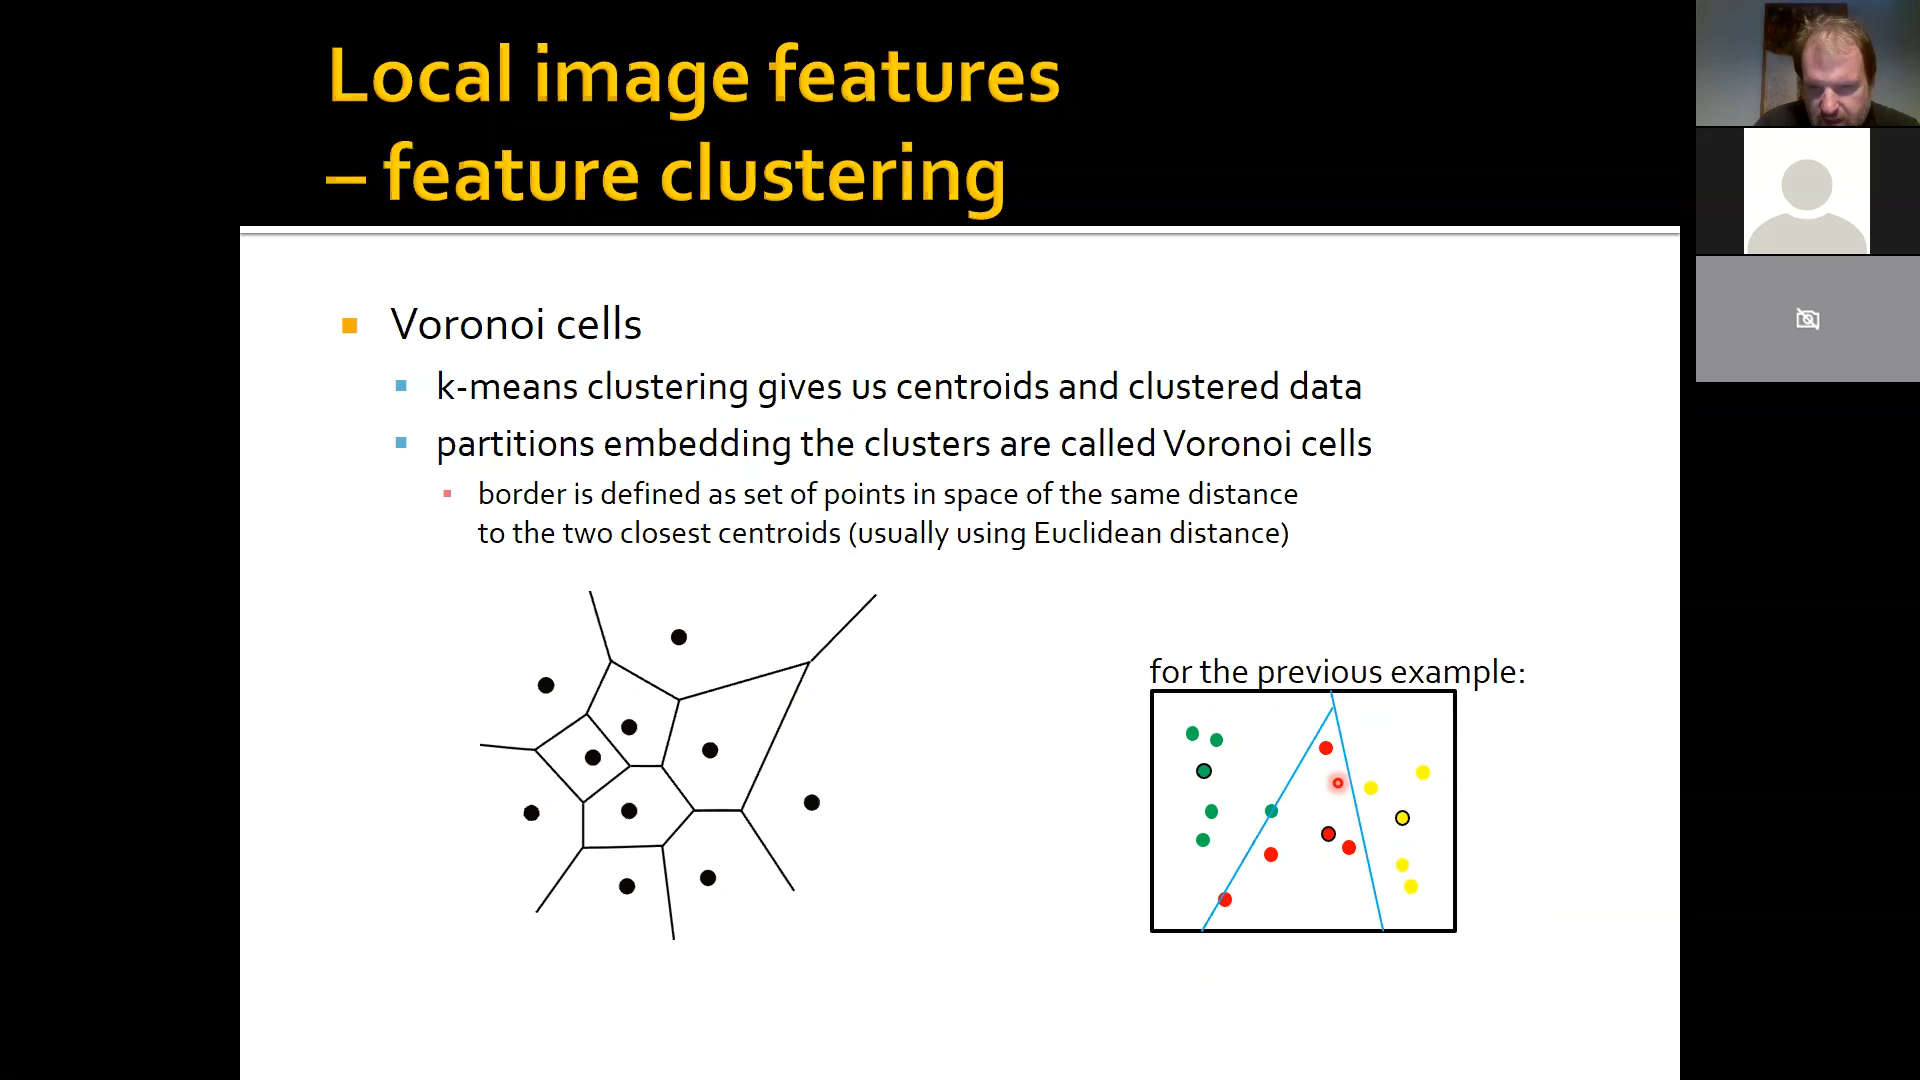 Local image features
– feature clustering
Voronoi cells
k-means clustering gives us centroids and clustered data
partitions embedding the clusters are called Voronoi cells
border is defined as set of points in space of the same distance
to the two closest centroids (usually using Euclidean distance)
for the previous example: